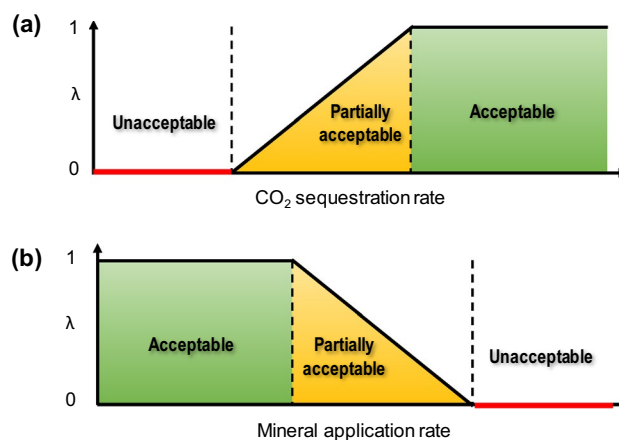 (a)
1
λ
Unacceptable
Partially
acceptable
Acceptable
0
CO₂ sequestration rate
(b)
1
λ
Acceptable
Partially
acceptable
Unacceptable
0
Mineral application rate